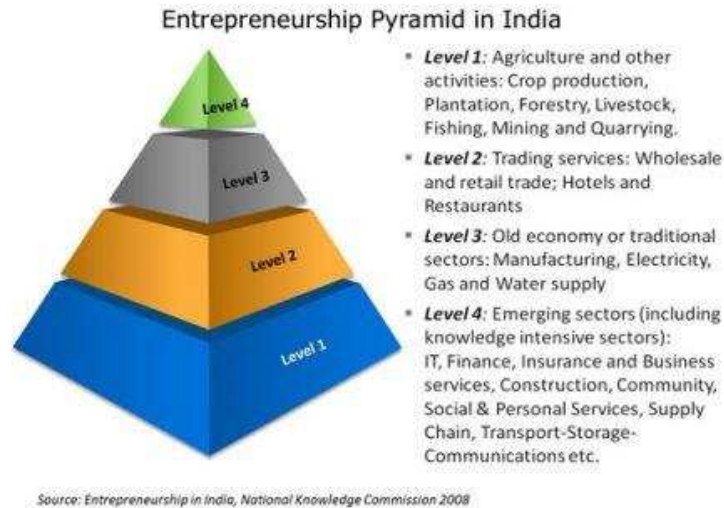 Entrepreneurship Pyramid in India
Level 4
Level 3
Level 2
Level 1
▪ Level 1: Agriculture and other
activities: Crop production,
Plantation, Forestry, Livestock,
Fishing, Mining and Quarrying.
▪ Level 2: Trading services: Wholesale
and retail trade; Hotels and
Restaurants
▪ Level 3: Old economy or traditional
sectors: Manufacturing, Electricity,
Gas and Water supply
▪ Level 4: Emerging sectors (including
knowledge intensive sectors):
IT, Finance, Insurance and Business
services, Construction, Community,
Social & Personal Services, Supply
Chain, Transport-Storage-
Communications etc.
Source: Entrepreneurship in India, National Knowledge Commission 2008